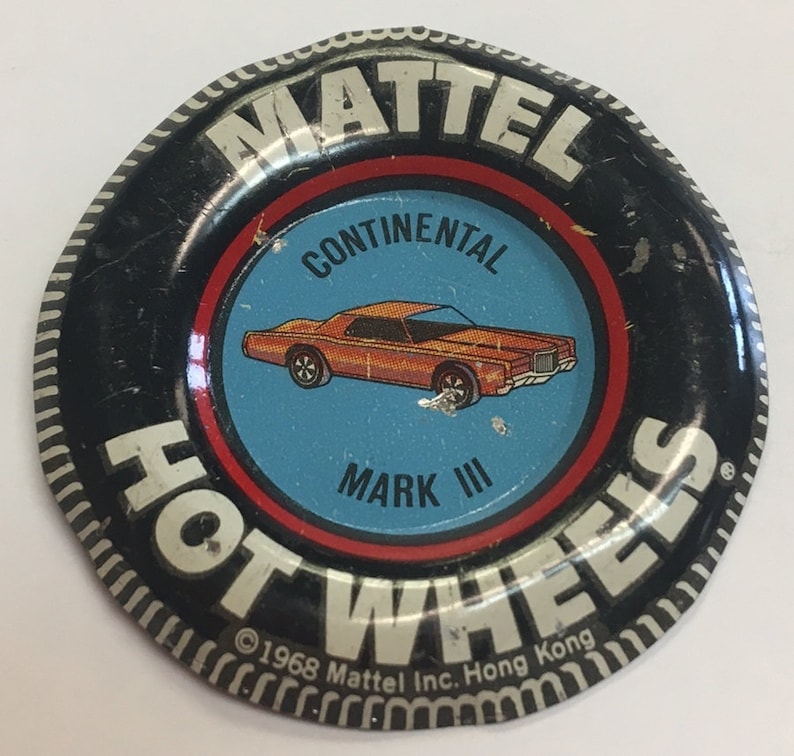 MATTEL
CONTINENTAL
MARK III
HOT WHEELS®
©1968 Mattel Inc. Hong Kong